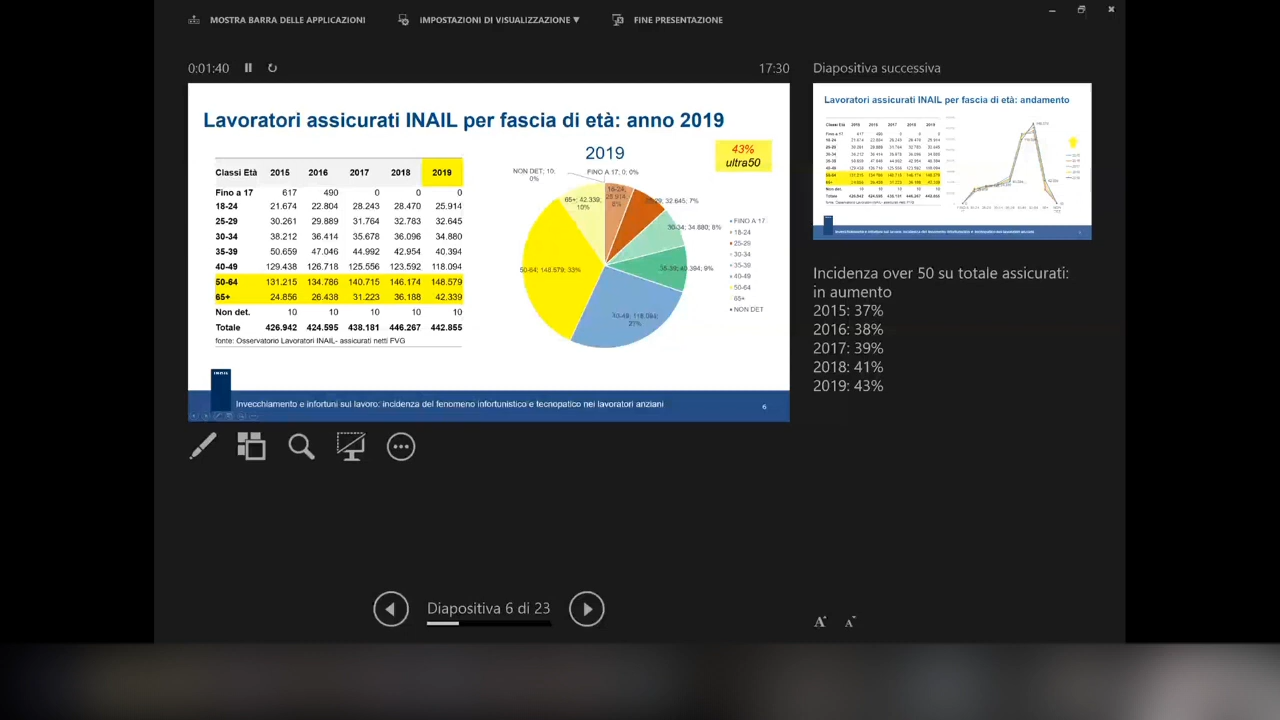 MOSTRA BARRA DELLE APPLICAZIONI
IMPOSTAZIONI DI VISUALIZZAZIONE ▼
FINE PRESENTAZIONE
0:01:40
17:30
Lavoratori assicurati INAIL per fascia di età: anno 2019
Classi Età 2015 2016 2017 2018 2019
Fino a 17 617 490 0 0 0
18-24 21.674 22.804 28.243 28.470 25.914
25-29 30.261 29.889 31.764 32.783 32.645
30-34 38.212 36.414 35.678 36.096 34.880
35-39 50.659 47.046 44.992 42.954 40.394
40-49 129.438 126.718 125.556 123.592 118.094
50-64 131.215 134.786 140.715 146.174 148.579
65+ 24.856 26.438 31.223 36.188 42.339
Non det. 10 10 10 10 10
Totale 426.942 424.595 438.181 446.267 442.855
fonte: Osservatorio Lavoratori INAIL- assicurati netti FVG
2019
43%
ultra50
NON DET; 10;
0%
FINO A 17; 0; 0%
18-24;
25.914;
6%
25-29; 32.645; 7%
30-34; 34.880; 8%
35-39; 40.394; 9%
40-49; 118.094;
27%
50-64; 148.579; 33%
65+; 42.339;
10%
FINO A 17
18-24
25-29
30-34
35-39
40-49
50-64
65+
NON DET
INAIL
Invecchiamento e infortuni sul lavoro: incidenza del fenomeno infortunistico e tecnopatico nei lavoratori anziani
6
Diapositiva 6 di 23
Diapositiva successiva
Lavoratori assicurati INAIL per fascia di età: andamento
Incidenza over 50 su totale assicurati:
in aumento
2015: 37%
2016: 38%
2017: 39%
2018: 41%
2019: 43%
A A